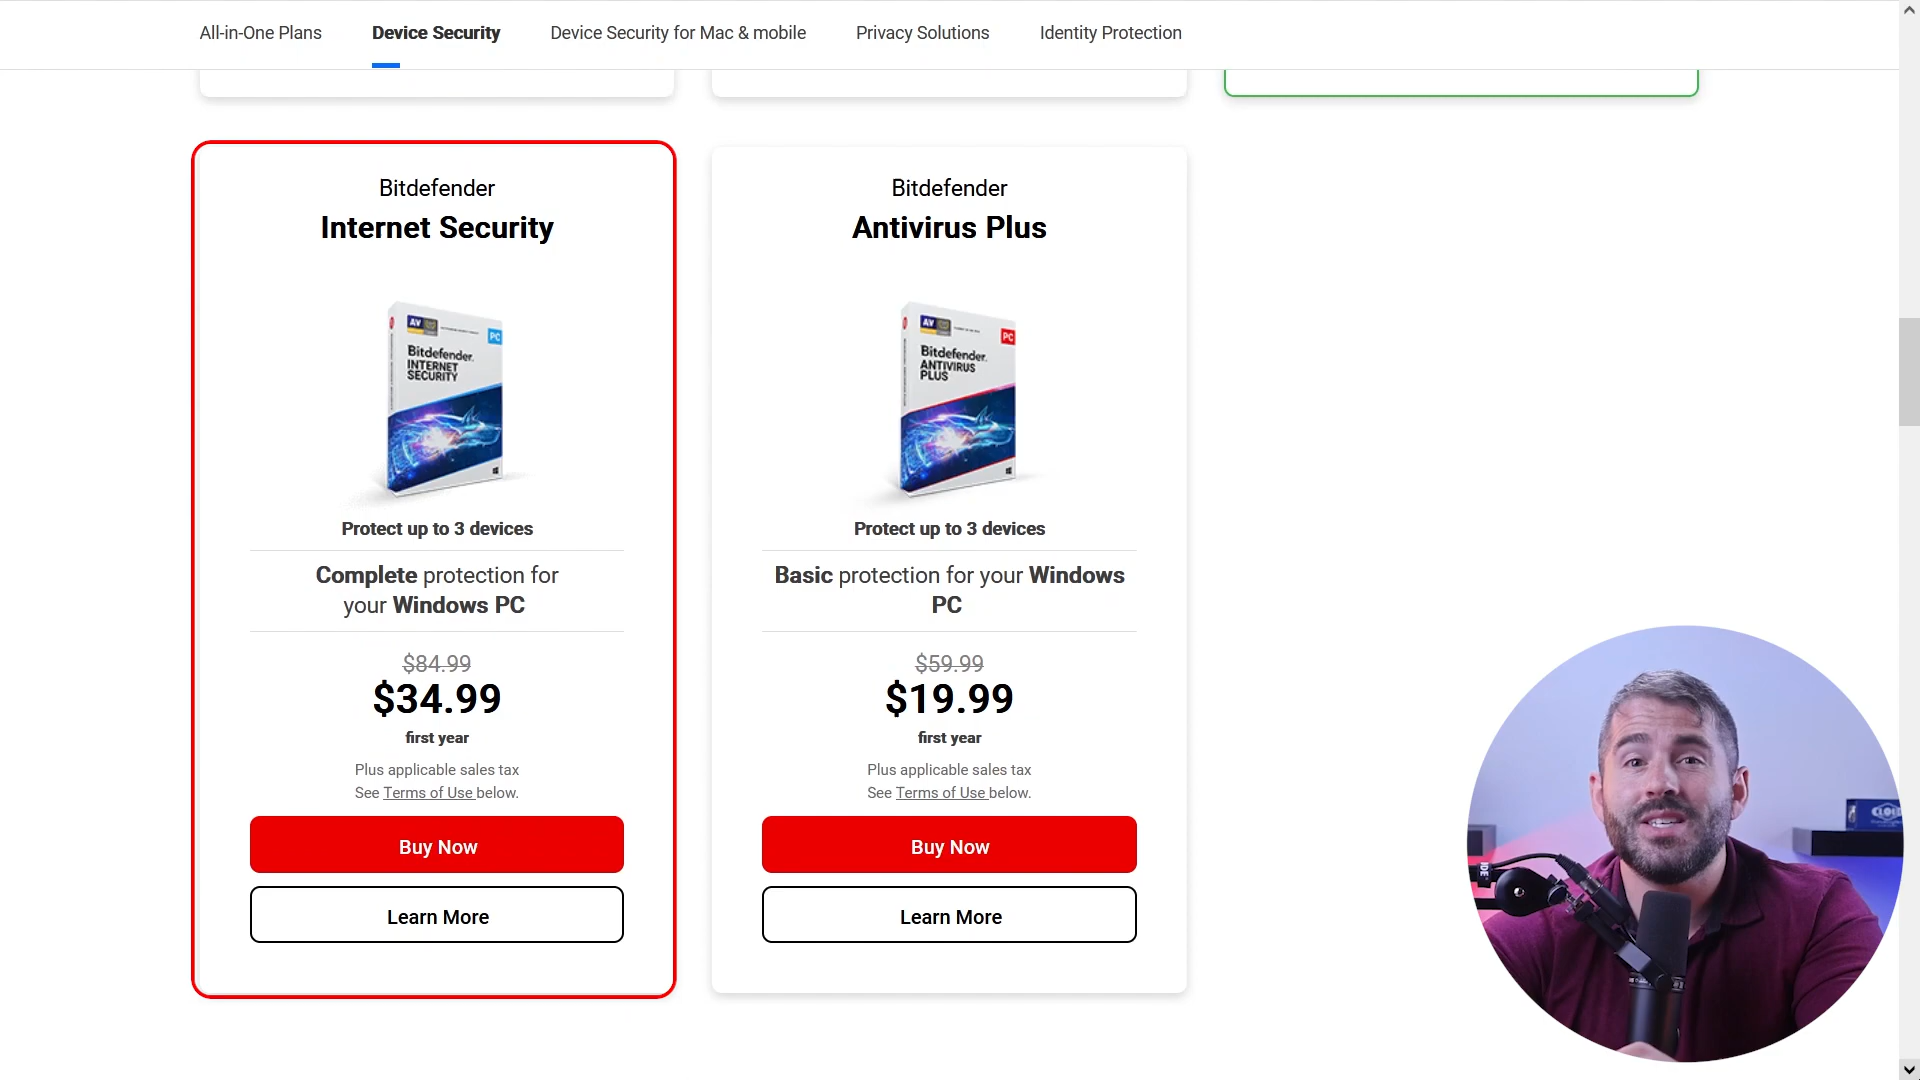 All-in-One Plans
Device Security
Device Security for Mac & mobile
Privacy Solutions
Identity Protection
Bitdefender
Internet Security
PC
Bitdefender
INTERNET
SECURITY
Protect up to 3 devices
Complete protection for
your Windows PC
$84.99
$34.99
first year
Plus applicable sales tax
See Terms of Use below.
Buy Now
Learn More
Bitdefender
Antivirus Plus
PC
Bitdefender
ANTIVIRUS
PLUS
Protect up to 3 devices
Basic protection for your Windows
PC
$59.99
$19.99
first year
Plus applicable sales tax
See Terms of Use below.
Buy Now
Learn More